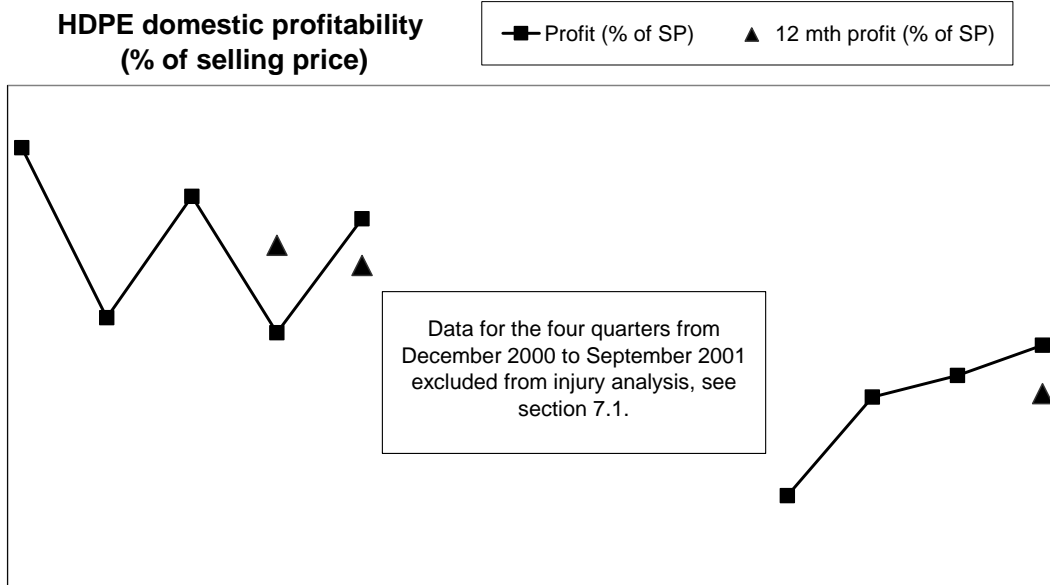 HDPE domestic profitability
(% of selling price)
Profit (% of SP)
12 mth profit (% of SP)
Data for the four quarters from
December 2000 to September 2001
excluded from injury analysis, see
section 7.1.